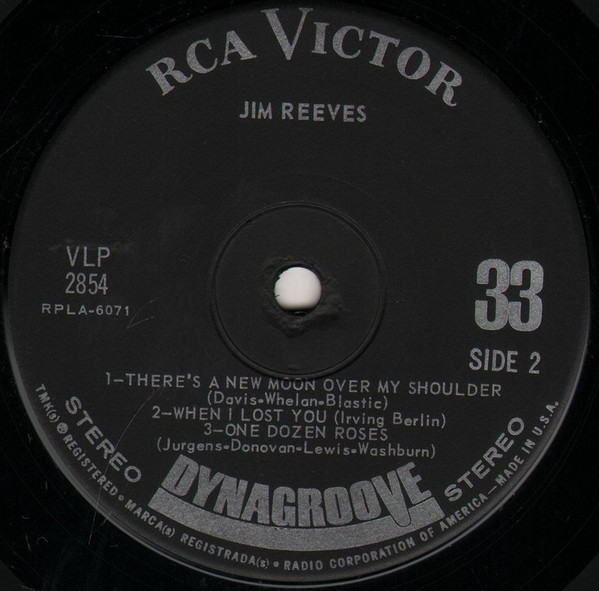 RCA VICTOR
JIM REEVES
VLP
2854
RPLA-6071
33
SIDE 2
1-THERE'S A NEW MOON OVER MY SHOULDER
(Davis-Whelan-Blastic)
2-WHEN I LOST YOU (Irving Berlin)
3-ONE DOZEN ROSES
(Jurgens-Donovan-Lewis-Washburn)
STEREO
DYNAGROOVE
STEREO
TMK(s) ® REGISTERED • MARCA(s) REGISTRADA(s) • RADIO CORPORATION OF AMERICA—MADE IN U.S.A.